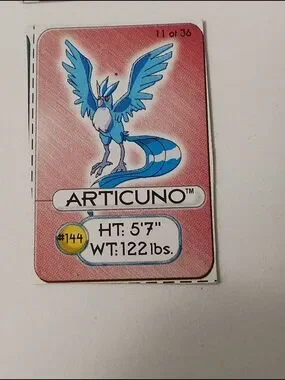 11 of 36
ARTICUNO™
#144
HT: 5'7"
WT: 122 lbs.